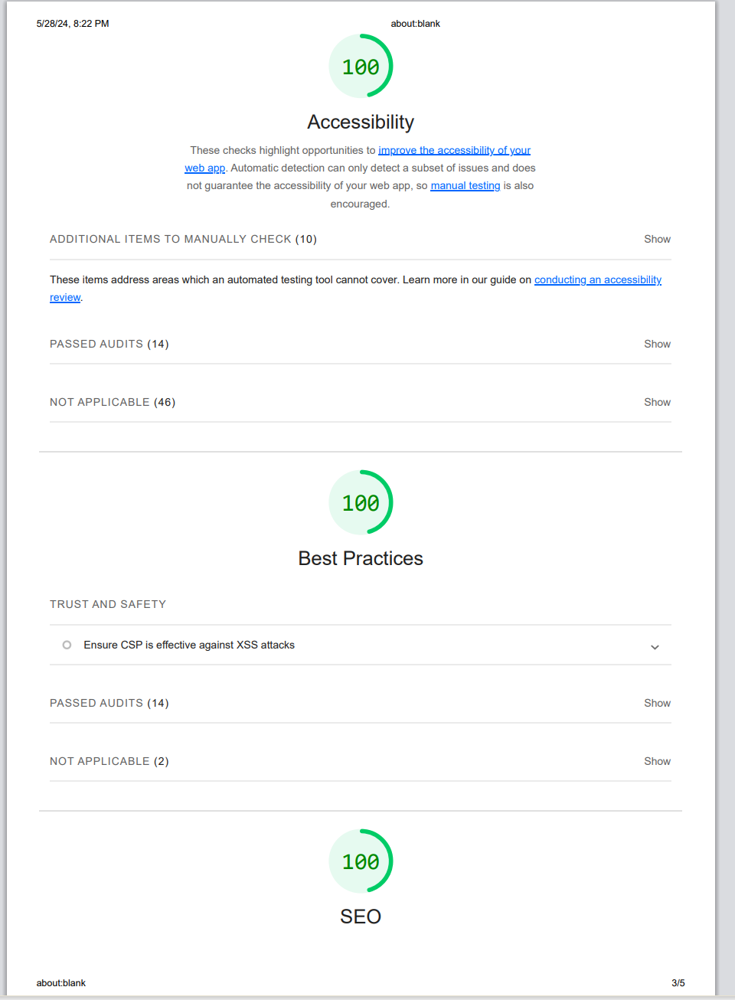 5/28/24, 8:22 PM about:blank
100
Accessibility
These checks highlight opportunities to improve the accessibility of your
web app. Automatic detection can only detect a subset of issues and does
not guarantee the accessibility of your web app, so manual testing is also
encouraged.
ADDITIONAL ITEMS TO MANUALLY CHECK (10) Show
These items address areas which an automated testing tool cannot cover. Learn more in our guide on conducting an accessibility
review.
PASSED AUDITS (14) Show
NOT APPLICABLE (46) Show
100
Best Practices
TRUST AND SAFETY
Ensure CSP is effective against XSS attacks
PASSED AUDITS (14) Show
NOT APPLICABLE (2) Show
100
SEO
about:blank 3/5